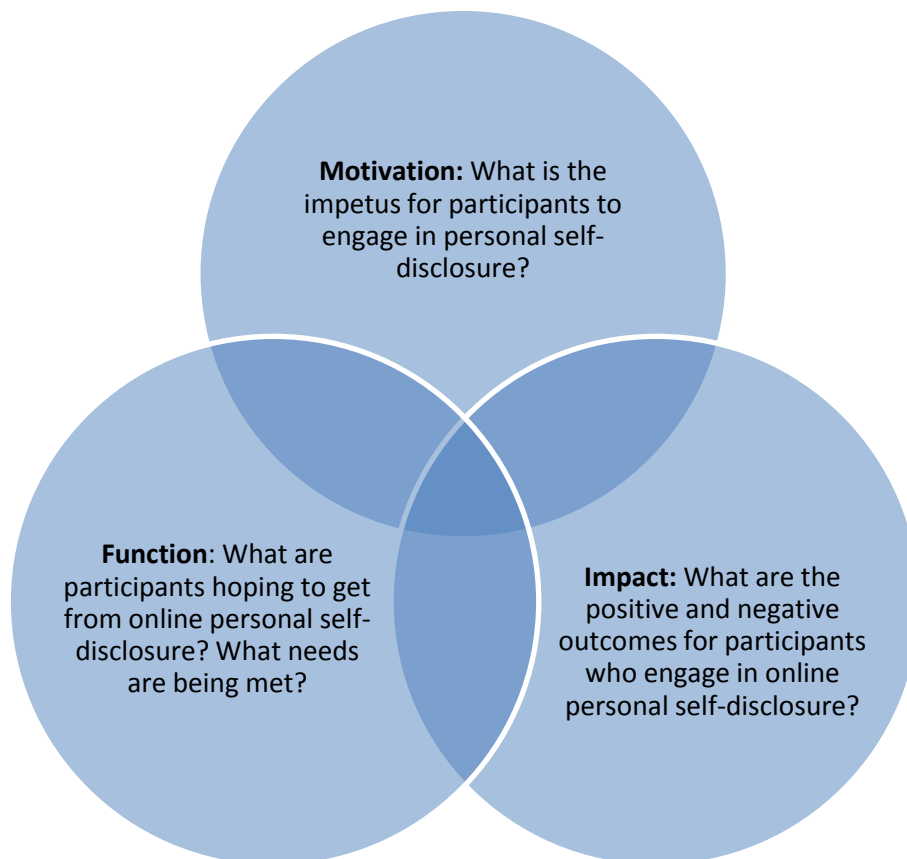 Motivation: What is the
impetus for participants to
engage in personal self-
disclosure?
Function: What are
participants hoping to get
from online personal self-
disclosure? What needs
are being met?
Impact: What are the
positive and negative
outcomes for participants
who engage in online
personal self-disclosure?